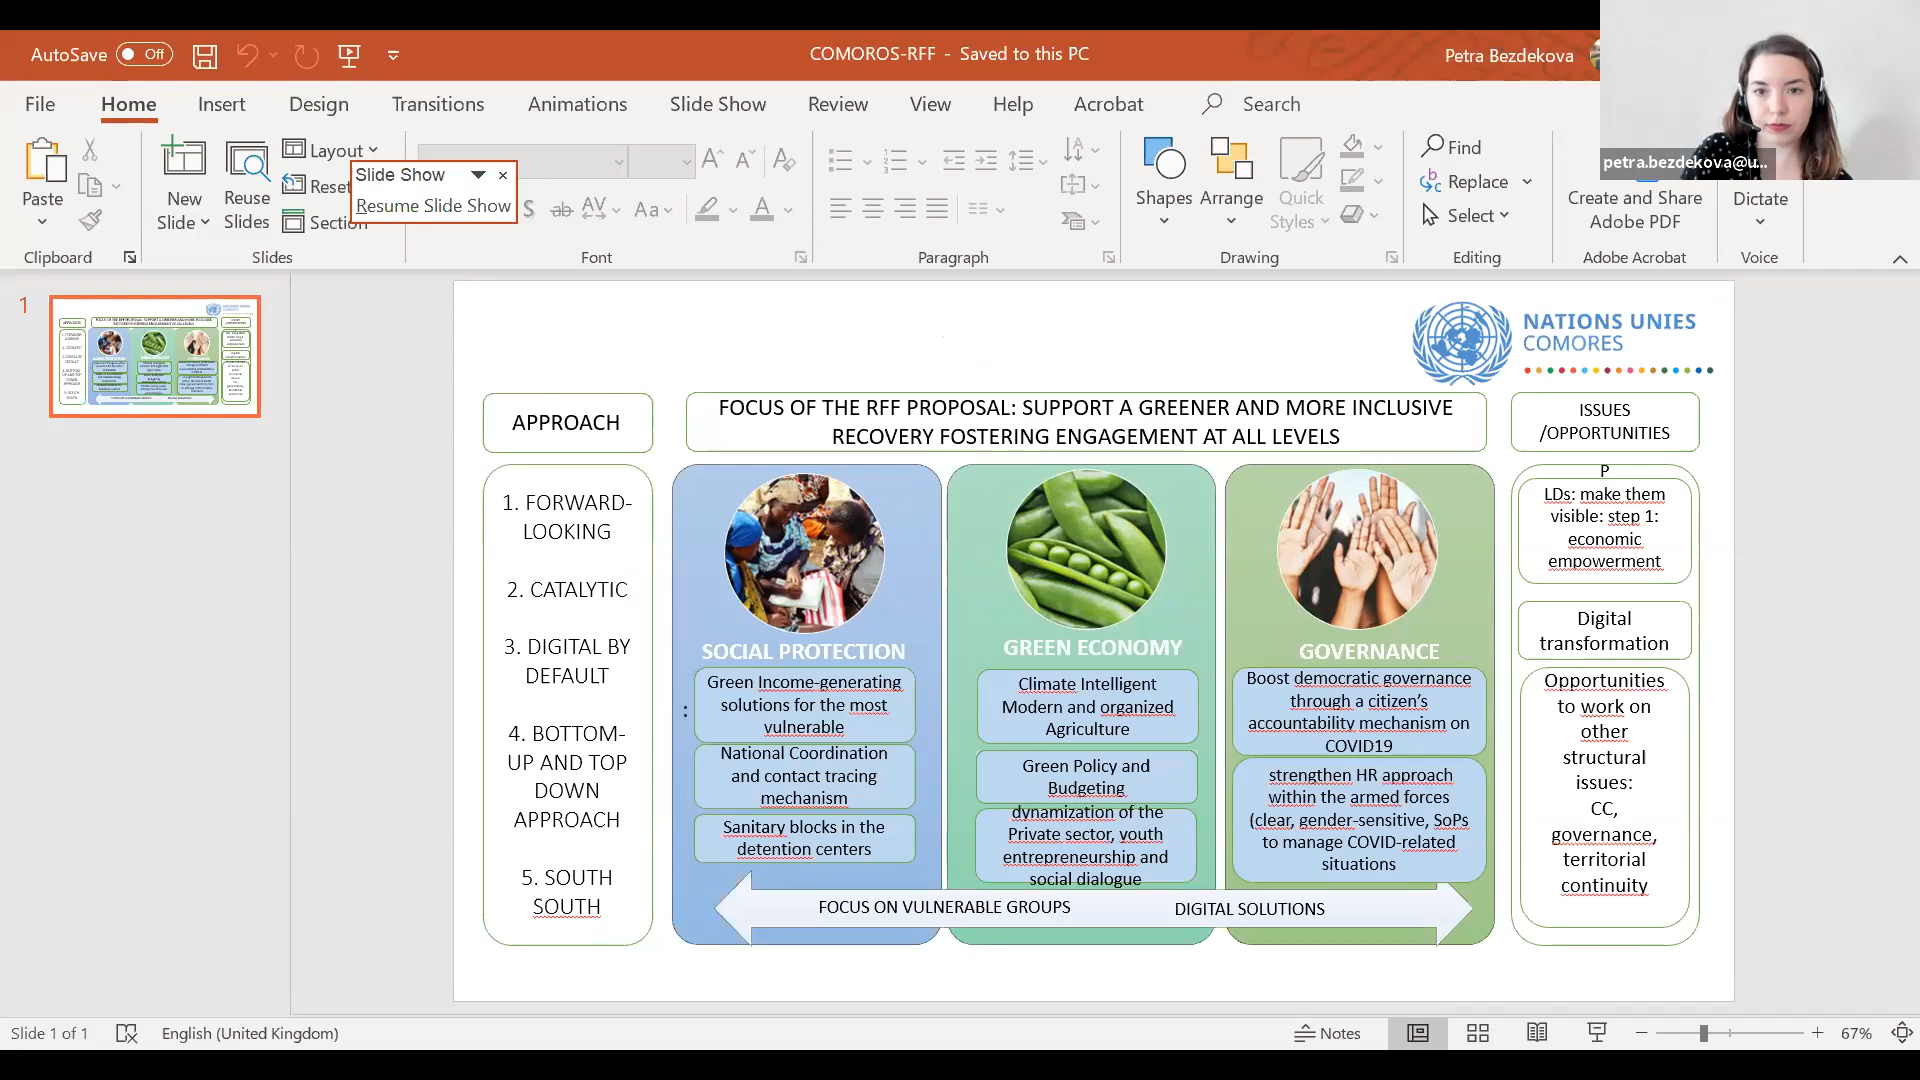 AutoSave Off
COMOROS-RFF - Saved to this PC
Petra Bezdekova
File Home Insert Design Transitions Animations Slide Show Review View Help Acrobat Search
petra.bezdekova@u...
Paste
Clipboard
New
Slide
Reuse
Slides
Layout
Reset
Section
Slides
Slide Show
Resume Slide Show
Font
Paragraph
Shapes
Arrange
Quick
Styles
Drawing
Find
Replace
Select
Editing
Create and Share
Adobe PDF
Adobe Acrobat
Dictate
Voice
1
NATIONS UNIES
COMORES
APPROACH
FOCUS OF THE RFF PROPOSAL: SUPPORT A GREENER AND MORE INCLUSIVE
RECOVERY FOSTERING ENGAGEMENT AT ALL LEVELS
ISSUES
/OPPORTUNITIES
1. FORWARD-
LOOKING
2. CATALYTIC
3. DIGITAL BY
DEFAULT
4. BOTTOM-
UP AND TOP
DOWN
APPROACH
5. SOUTH
SOUTH
SOCIAL PROTECTION
:
Green Income-generating
solutions for the most
vulnerable
National Coordination
and contact tracing
mechanism
Sanitary blocks in the
detention centers
GREEN ECONOMY
Climate Intelligent
Modern and organized
Agriculture
Green Policy and
Budgeting
dynamization of the
Private sector, youth
entrepreneurship and
social dialogue
GOVERNANCE
Boost democratic governance
through a citizen's
accountability mechanism on
COVID19
strengthen HR approach
within the armed forces
(clear, gender-sensitive, SoPs
to manage COVID-related
situations
FOCUS ON VULNERABLE GROUPS
DIGITAL SOLUTIONS
P
LDs: make them
visible: step 1:
economic
empowerment
Digital
transformation
Opportunities
to work on
other
structural
issues:
CC,
governance,
territorial
continuity
Slide 1 of 1
English (United Kingdom)
Notes
67%